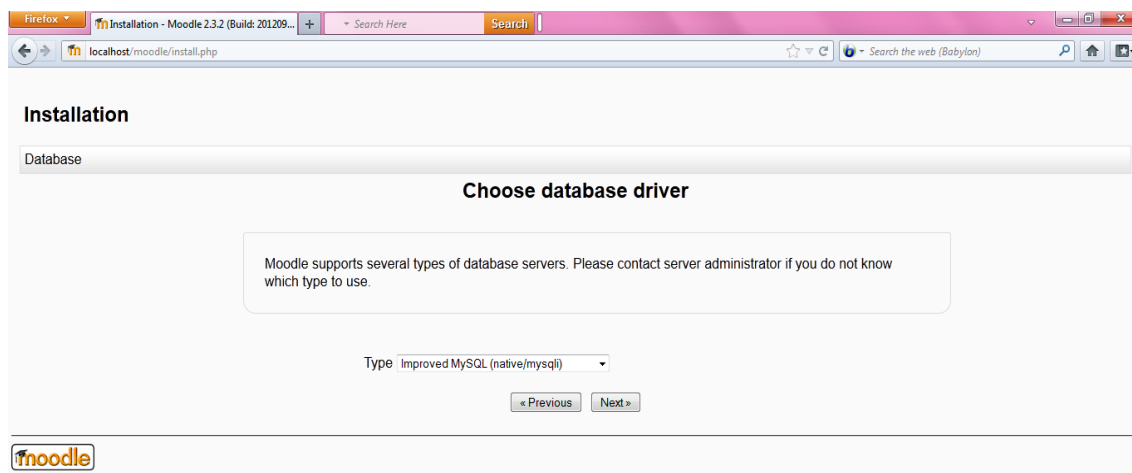 Firefox
Installation - Moodle 2.3.2 (Build: 201209...
Search Here
Search
localhost/moodle/install.php
Search the web (Babylon)
Installation
Database
Choose database driver
Moodle supports several types of database servers. Please contact server administrator if you do not know
which type to use.
Type Improved MySQL (native/mysqli)
« Previous Next »
moodle